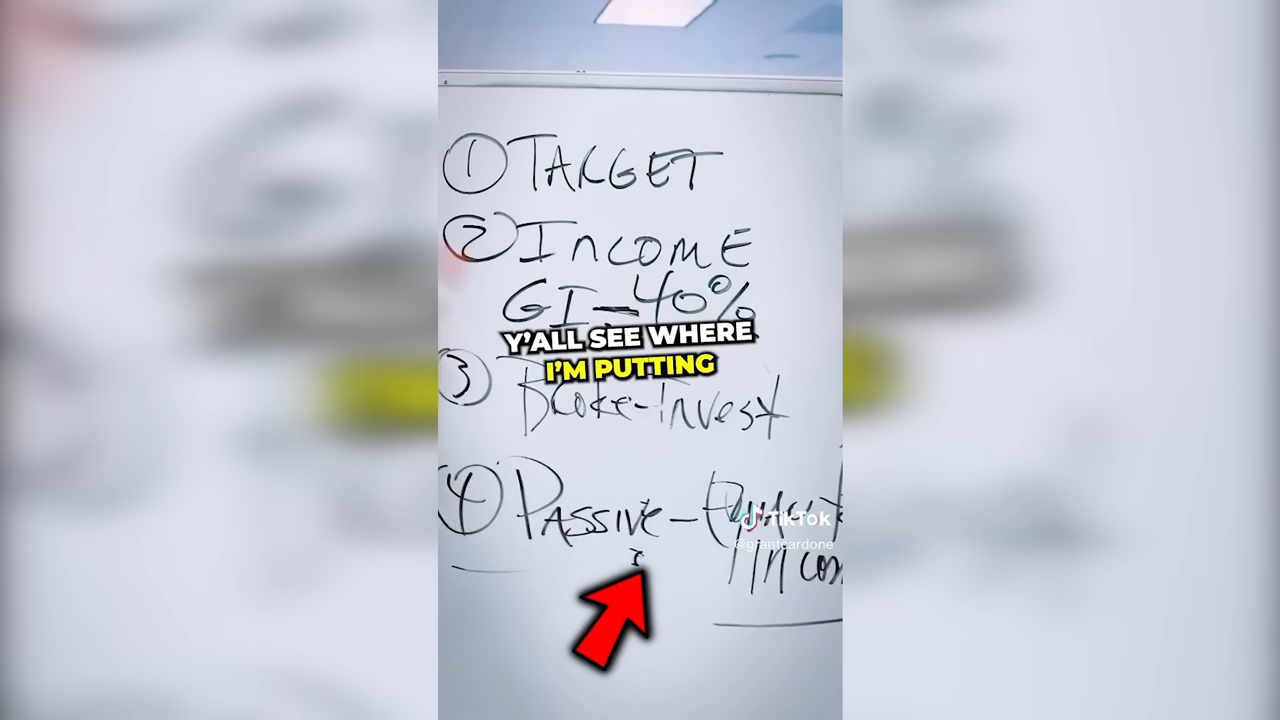 ① TARGET
② INCOME
GI - 40%
Y'ALL SEE WHERE
I'M PUTTING
③ Broke-Invest
④ PASSIVE -
TikTok
@grantcardone